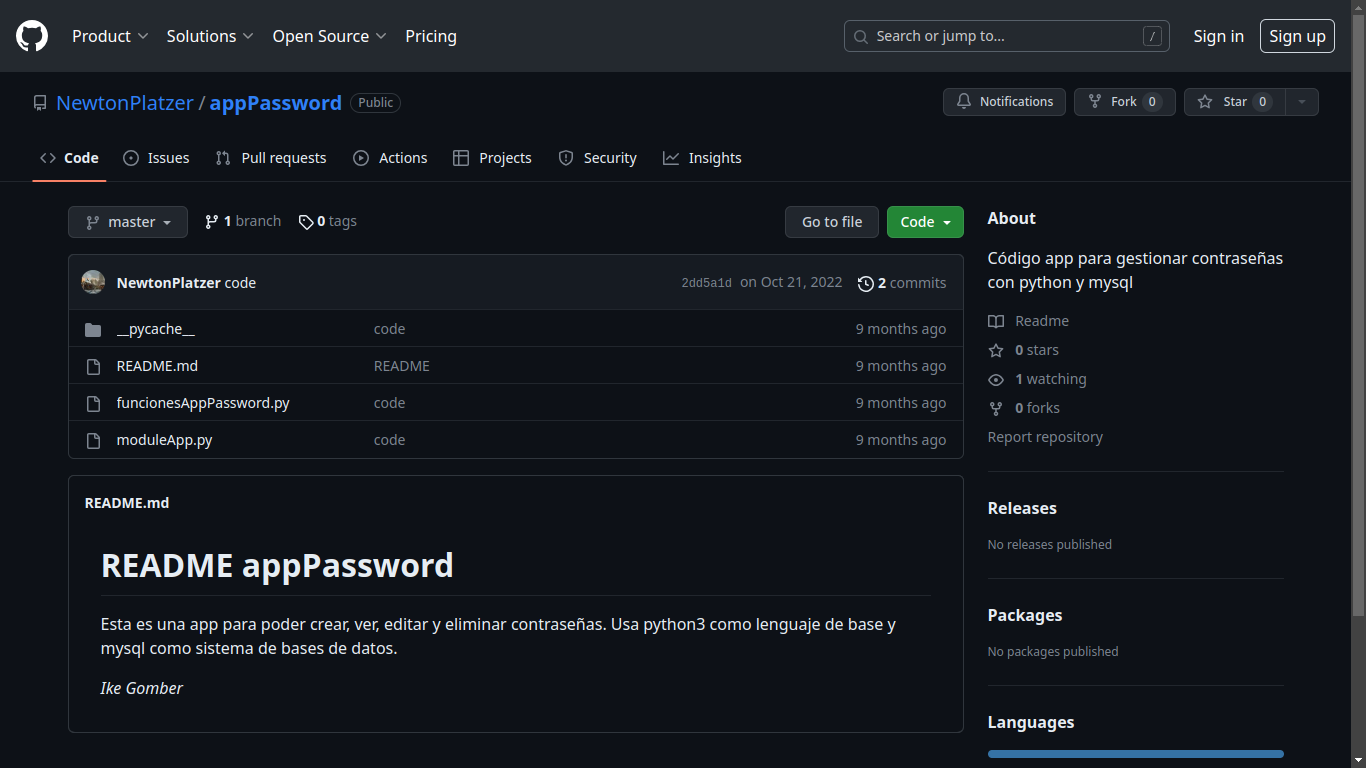 Product Solutions Open Source Pricing Search or jump to... / Sign in Sign up
NewtonPlatzer / appPassword Public Notifications Fork 0 Star 0
Code Issues Pull requests Actions Projects Security Insights
master 1 branch 0 tags Go to file Code
NewtonPlatzer code 2dd5a1d on Oct 21, 2022 2 commits
__pycache__ code 9 months ago
README.md README 9 months ago
funcionesAppPassword.py code 9 months ago
moduleApp.py code 9 months ago
README.md
README appPassword
Esta es una app para poder crear, ver, editar y eliminar contraseñas. Usa python3 como lenguaje de base y
mysql como sistema de bases de datos.
Ike Gomber
About
Código app para gestionar contraseñas
con python y mysql
Readme
0 stars
1 watching
0 forks
Report repository
Releases
No releases published
Packages
No packages published
Languages